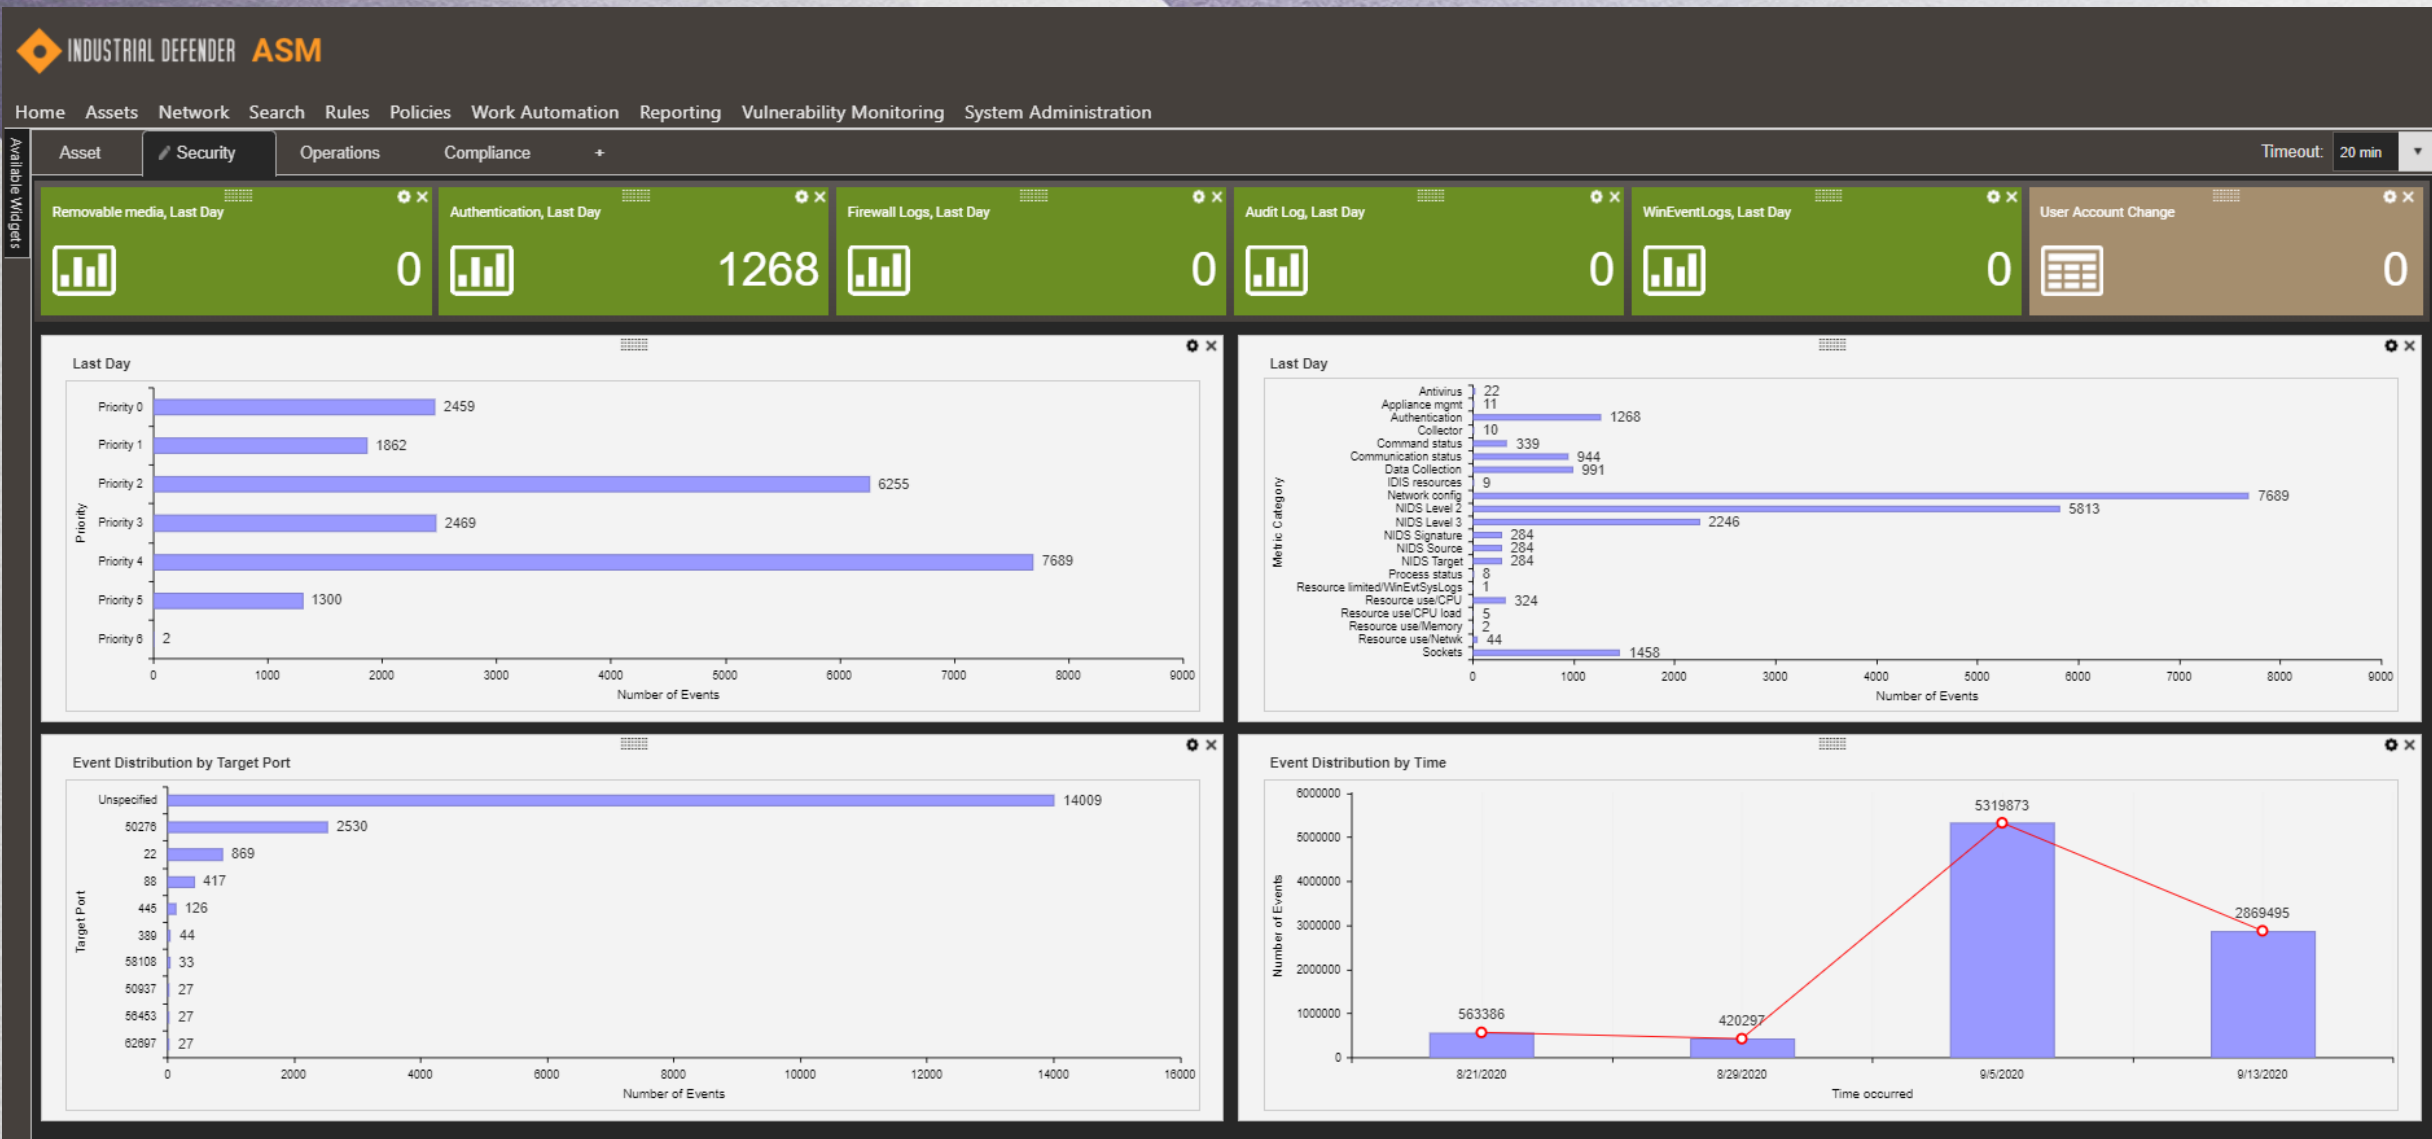 INDUSTRIAL DEFENDER ASM
Home Assets Network Search Rules Policies Work Automation Reporting Vulnerability Monitoring System Administration
Available Widgets
Asset Security Operations Compliance +
Timeout: 20 min
Removable media, Last Day
0
Authentication, Last Day
1268
Firewall Logs, Last Day
0
Audit Log, Last Day
0
WinEventLogs, Last Day
0
User Account Change
0
Last Day
Priority
Priority 0 2459
Priority 1 1862
Priority 2 6255
Priority 3 2469
Priority 4 7689
Priority 5 1300
Priority 6 2
0 1000 2000 3000 4000 5000 6000 7000 8000 9000
Number of Events
Last Day
Metric Category
Antivirus 22
Appliance mgmt 11
Authentication 1268
Collector 10
Command status 339
Communication status 944
Data Collection 991
IDIS resources 9
Network config 7689
NIDS Level 2 5813
NIDS Level 3 2246
NIDS Signature 284
NIDS Source 284
NIDS Target 284
Process status 8
Resource limited/WinEvtSysLogs 1
Resource use/CPU 324
Resource use/CPU load 5
Resource use/Memory 2
Resource use/Netwk 44
Sockets 1458
0 1000 2000 3000 4000 5000 6000 7000 8000 9000
Number of Events
Event Distribution by Target Port
Target Port
Unspecified 14009
50276 2530
22 869
88 417
445 126
389 44
58108 33
50937 27
56453 27
62697 27
0 2000 4000 6000 8000 10000 12000 14000 16000
Number of Events
Event Distribution by Time
Number of Events
6000000
5000000
4000000
3000000
2000000
1000000
0
563386
420297
5319873
2869495
8/21/2020 8/29/2020 9/5/2020 9/13/2020
Time occurred